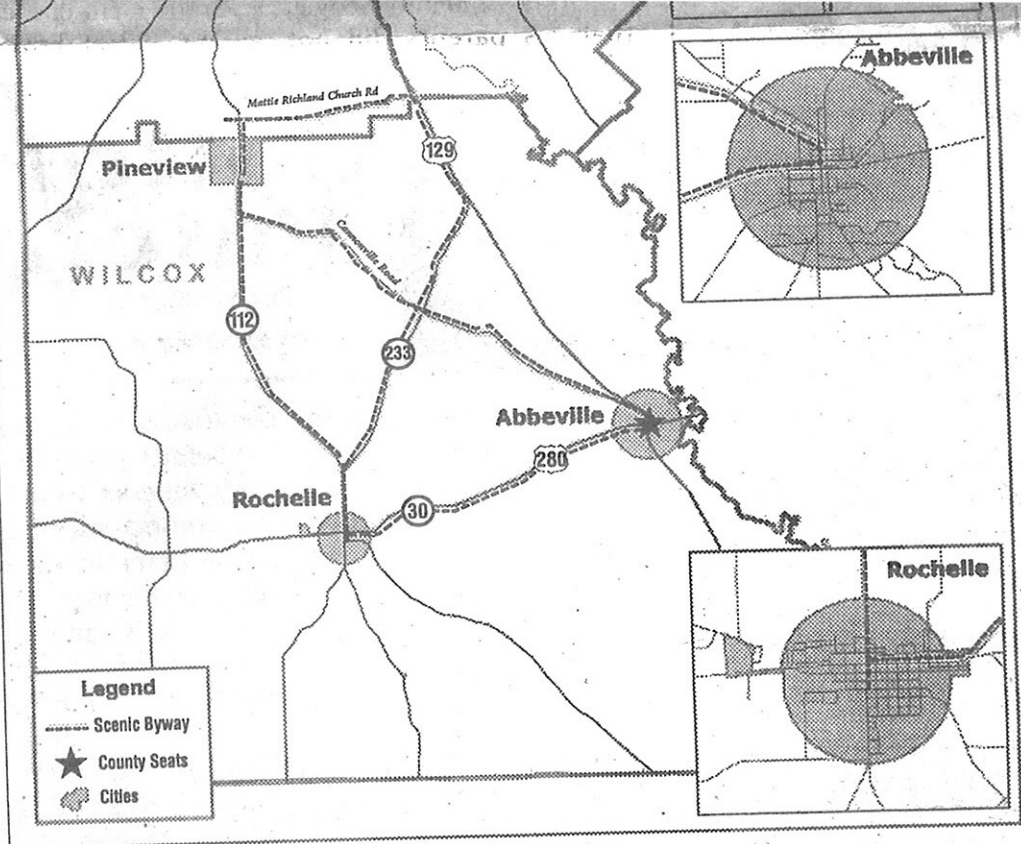 Abbeville
Mattie Richland Church Rd
129
Pineview
WILCOX
112
233
Abbeville
280
Rochelle
30
Rochelle
Legend
Scenic Byway
County Seats
Cities